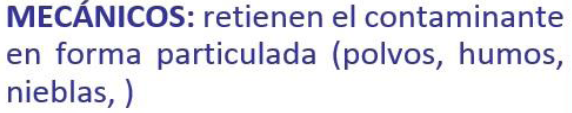 MECÁNICOS: retienen el contaminante
en forma particulada (polvos, humos,
nieblas, )